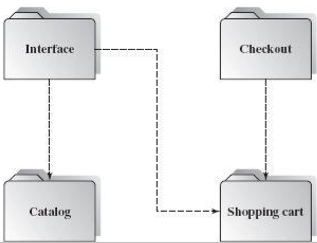 Interface
Checkout
Catalog
Shopping cart